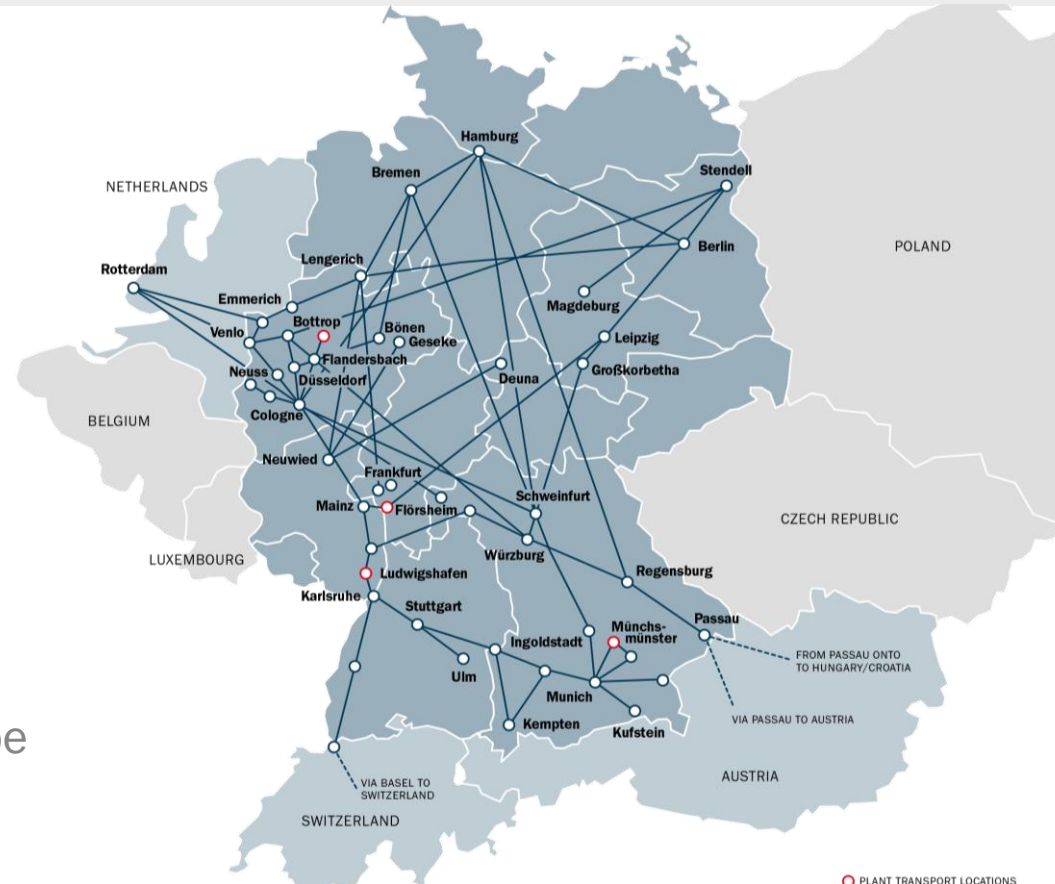 Hamburg
Bremen
Stendell
NETHERLANDS
Berlin
POLAND
Lengerich
Rotterdam
Emmerich
Magdeburg
Bottrop
Venlo
Bönen
Geseke
Leipzig
Flandersbach
Großkorbetha
Neuss
Düsseldorf
Deuna
Cologne
BELGIUM
Neuwied
Frankfurt
Schweinfurt
Mainz
Flörsheim
CZECH REPUBLIC
LUXEMBOURG
Würzburg
Ludwigshafen
Regensburg
Karlsruhe
Stuttgart
Passau
Münchs-
münster
Ingoldstadt
FROM PASSAU ONTO
TO HUNGARY/CROATIA
Ulm
Munich
VIA PASSAU TO AUSTRIA
Kempten
Kufstein
pe
AUSTRIA
VIA BASEL TO
SWITZERLAND
SWITZERLAND
PLANT TRANSPORT LOCATIONS